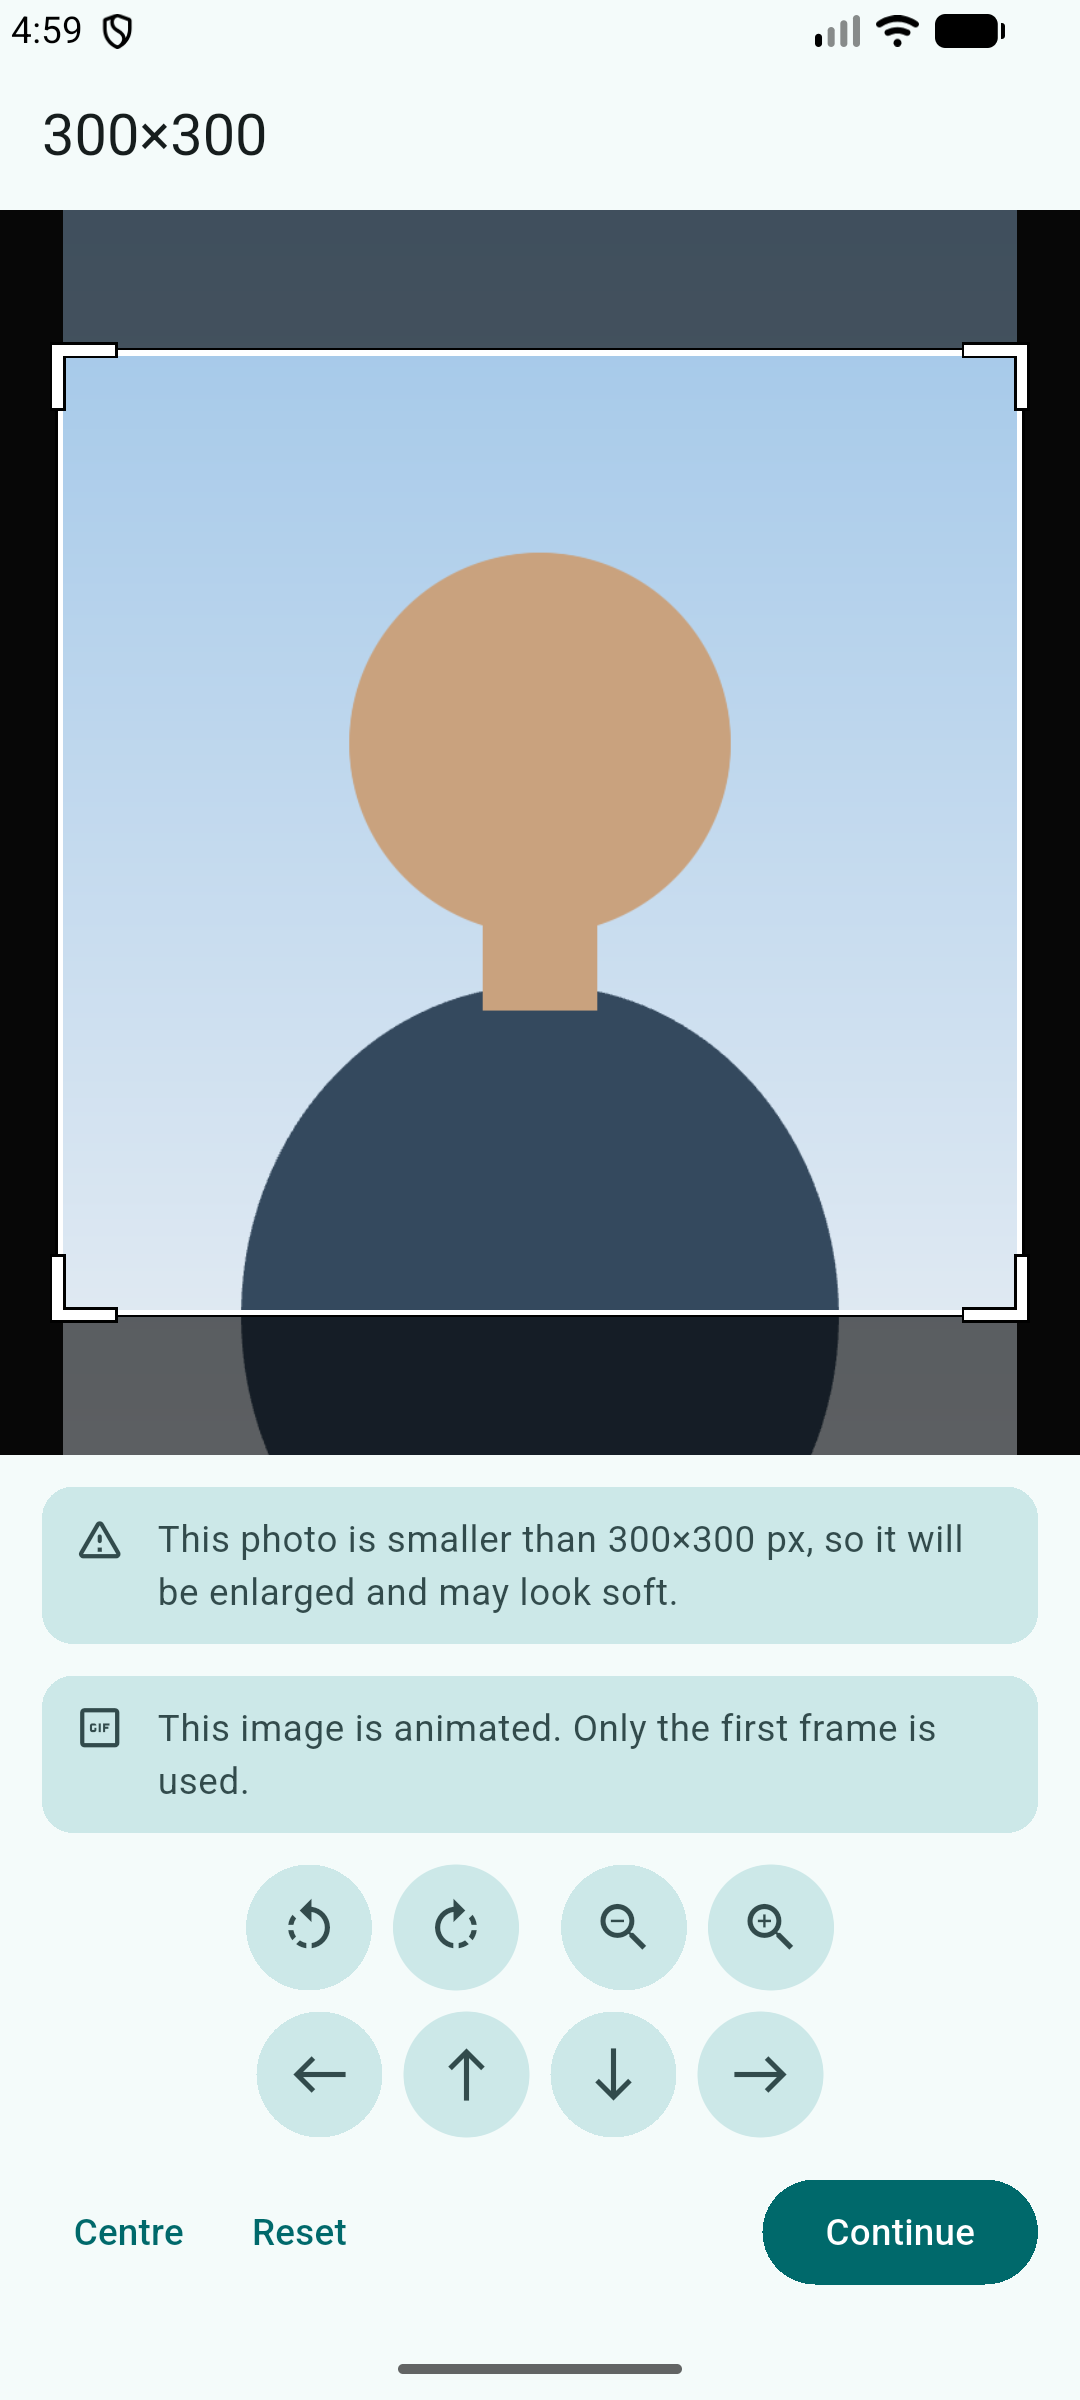 4:59
300×300
This photo is smaller than 300×300 px, so it will
be enlarged and may look soft.
GIF
This image is animated. Only the first frame is
used.
Centre
Reset
Continue